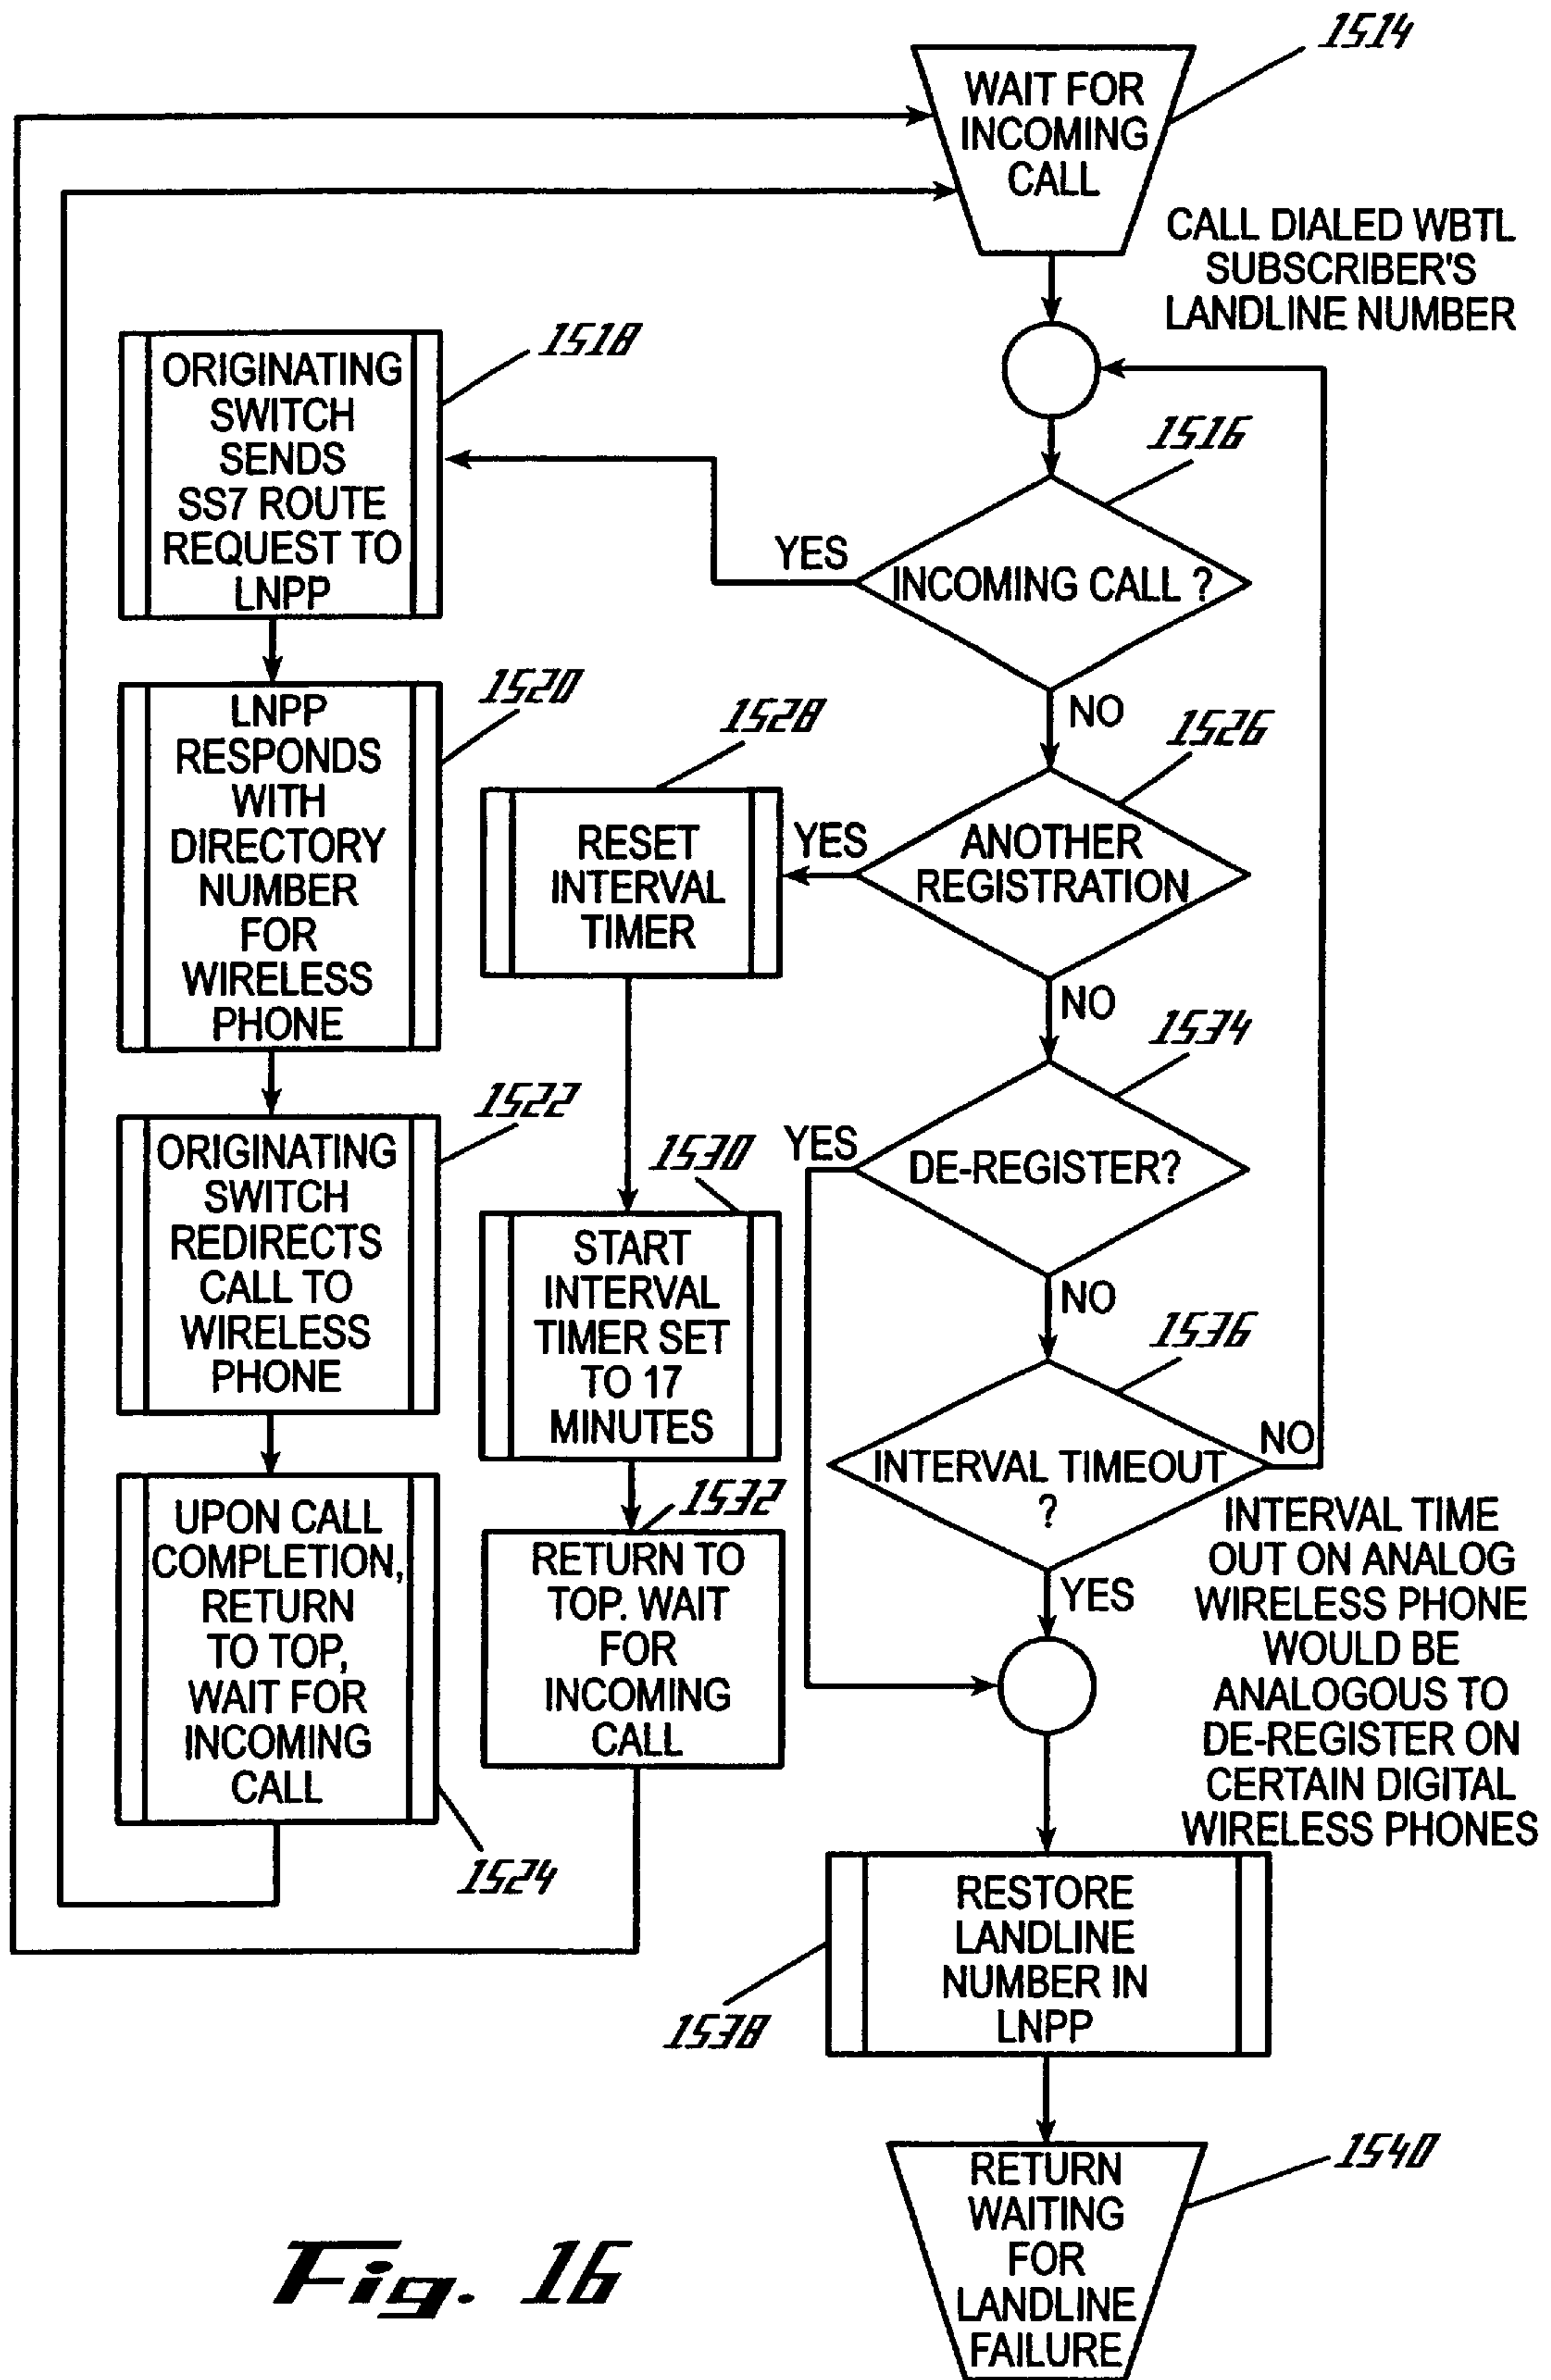 1514
WAIT FOR
INCOMING
CALL
CALL DIALED WBTL
SUBSCRIBER'S
LANDLINE NUMBER
1516
INCOMING CALL ?
YES
NO
1518
ORIGINATING
SWITCH
SENDS
SS7 ROUTE
REQUEST TO
LNPP
1520
LNPP
RESPONDS
WITH
DIRECTORY
NUMBER
FOR
WIRELESS
PHONE
1522
ORIGINATING
SWITCH
REDIRECTS
CALL TO
WIRELESS
PHONE
UPON CALL
COMPLETION,
RETURN
TO TOP,
WAIT FOR
INCOMING
CALL
1524
1526
ANOTHER
REGISTRATION
YES
NO
1528
RESET
INTERVAL
TIMER
1530
START
INTERVAL
TIMER SET
TO 17
MINUTES
1532
RETURN TO
TOP. WAIT
FOR
INCOMING
CALL
1534
DE-REGISTER?
YES
NO
1536
INTERVAL TIMEOUT
?
NO
YES
INTERVAL TIME
OUT ON ANALOG
WIRELESS PHONE
WOULD BE
ANALOGOUS TO
DE-REGISTER ON
CERTAIN DIGITAL
WIRELESS PHONES
RESTORE
LANDLINE
NUMBER IN
LNPP
1538
1540
RETURN
WAITING
FOR
LANDLINE
FAILURE
Fig. 16